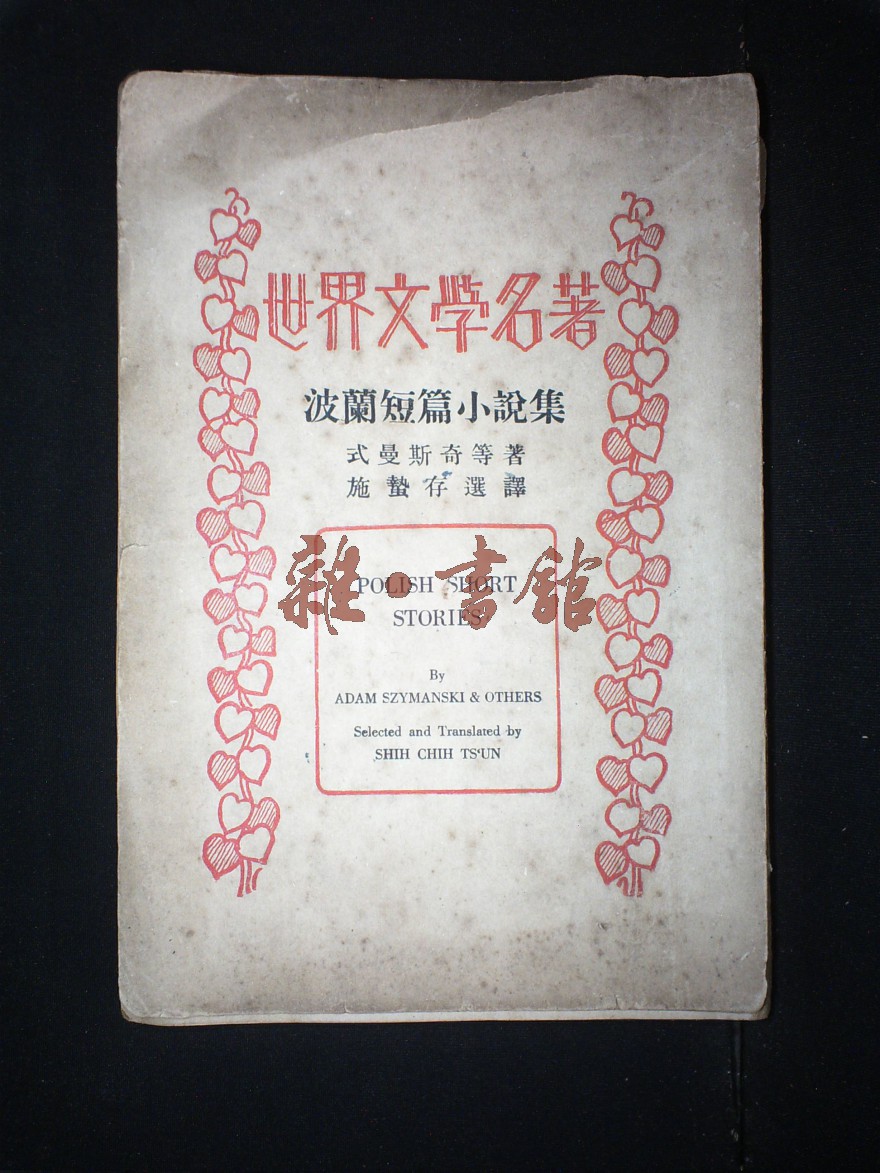 世界文學名著
波蘭短篇小說集
式曼斯奇等著
施蟄存選譯
雜·書館
POLISH SHORT
STORIES
By
ADAM SZYMANSKI & OTHERS
Selected and Translated by
SHIH CHIH TS‘UN